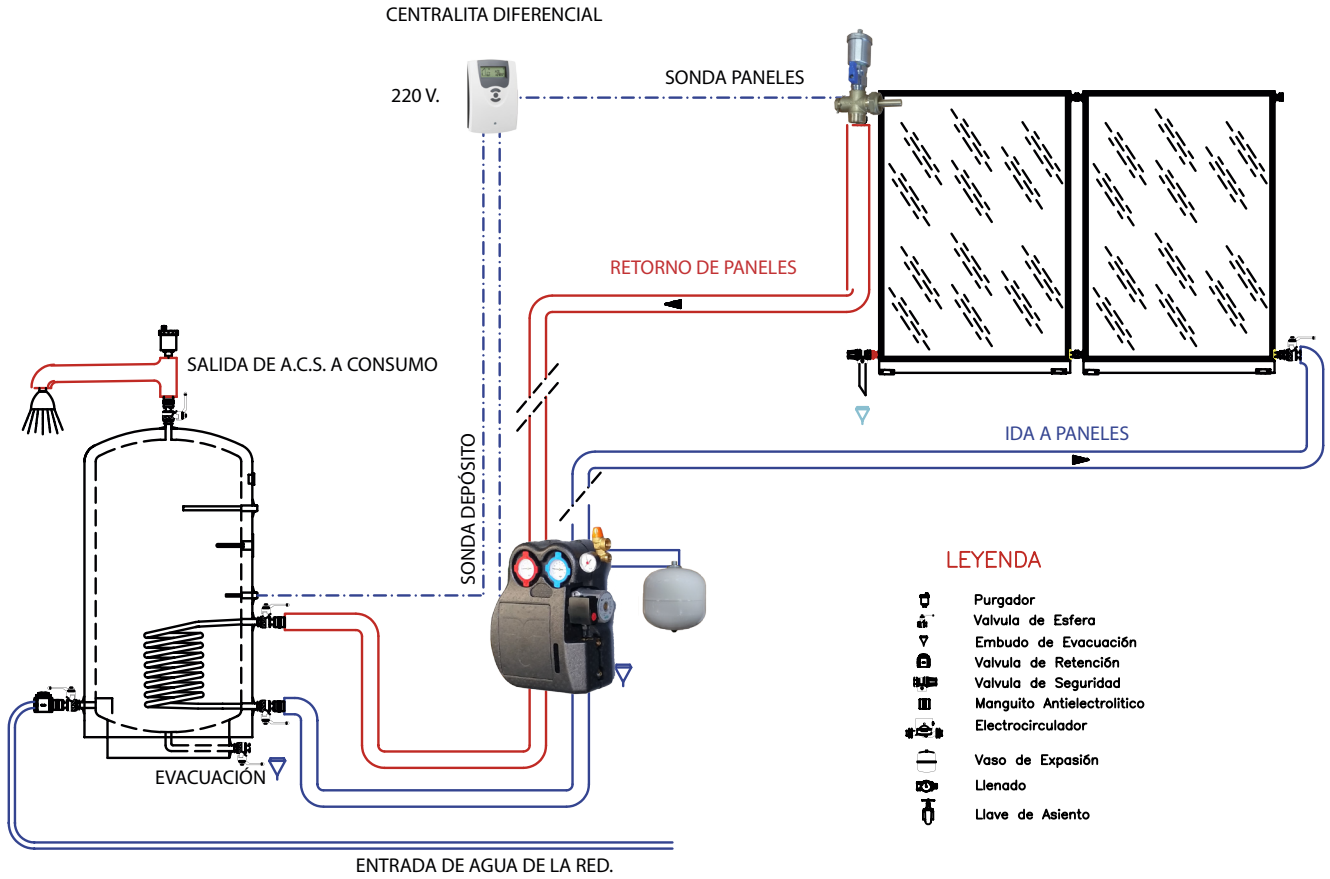 CENTRALITA DIFERENCIAL
220 V.
SONDA PANELES
RETORNO DE PANELES
SALIDA DE A.C.S. A CONSUMO
SONDA DEPÓSITO
IDA A PANELES
EVACUACIÓN
ENTRADA DE AGUA DE LA RED.
LEYENDA
Purgador
Valvula de Esfera
Embudo de Evacuación
Valvula de Retención
Valvula de Seguridad
Manguito Antielectrolitico
Electrocirculador
Vaso de Expasión
Llenado
Llave de Asiento